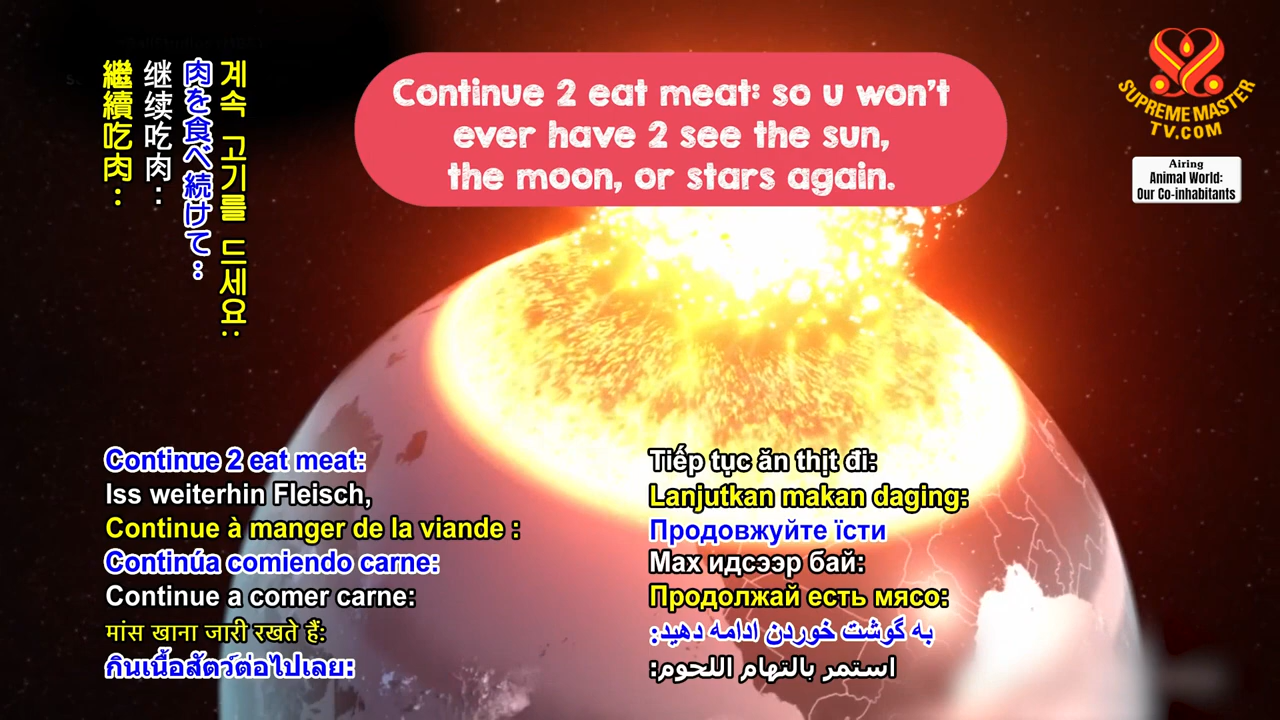 Continue 2 eat meat: so u won't
ever have 2 see the sun,
the moon, or stars again.
SUPREME MASTER
TV.COM
Airing
Animal World:
Our Co-inhabitants
계속 고기를 드세요:
肉を食べ続けて:
继续吃肉：
繼續吃肉：
Continue 2 eat meat:
Iss weiterhin Fleisch,
Continue à manger de la viande :
Continúa comiendo carne:
Continue a comer carne:
मांस खाना जारी रखते हैं:
กินเนื้อสัตว์ต่อไปเลย:
Tiếp tục ăn thịt đi:
Lanjutkan makan daging:
Продовжуйте їсти
Мах идсээр бай:
Продолжай есть мясо:
به گوشت خوردن ادامه دهید:
استمر بالتهام اللحوم: